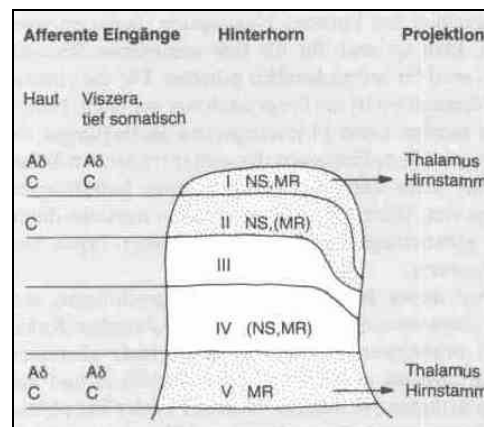 Afferente Eingänge Hinterhorn Projektion
Haut Viszera,
tief somatisch
Aδ Aδ
C C
I NS,MR
Thalamus
Hirnstamm
C
II NS,(MR)
III
IV (NS,MR)
Aδ Aδ
C C
V MR
Thalamus
Hirnstamm